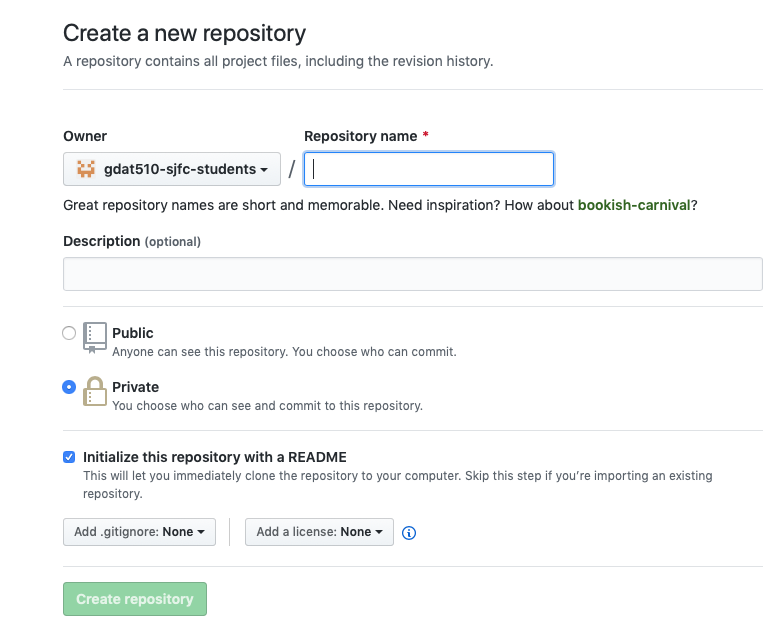 Create a new repository
A repository contains all project files, including the revision history.
Owner
Repository name *
gdat510-sjfc-students
/
Great repository names are short and memorable. Need inspiration? How about bookish-carnival?
Description (optional)
Public
Anyone can see this repository. You choose who can commit.
Private
You choose who can see and commit to this repository.
Initialize this repository with a README
This will let you immediately clone the repository to your computer. Skip this step if you’re importing an existing
repository.
Add .gitignore: None
Add a license: None
Create repository